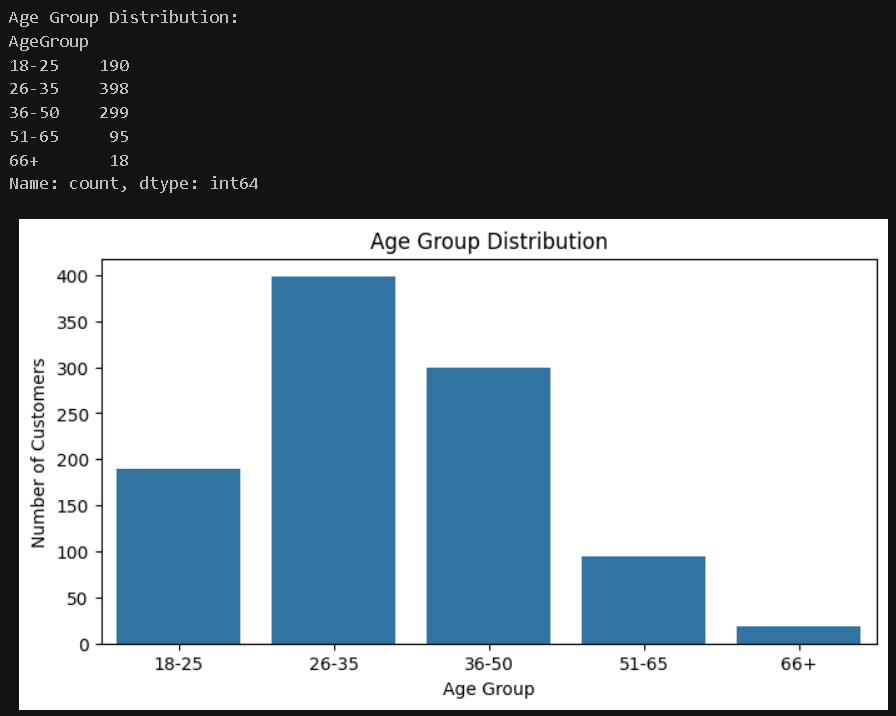 Age Group Distribution:
AgeGroup
18-25    190
26-35    398
36-50    299
51-65     95
66+       18
Name: count, dtype: int64
Age Group Distribution
400
350
300
250
200
150
100
50
0
Number of Customers
18-25 26-35 36-50 51-65 66+
Age Group